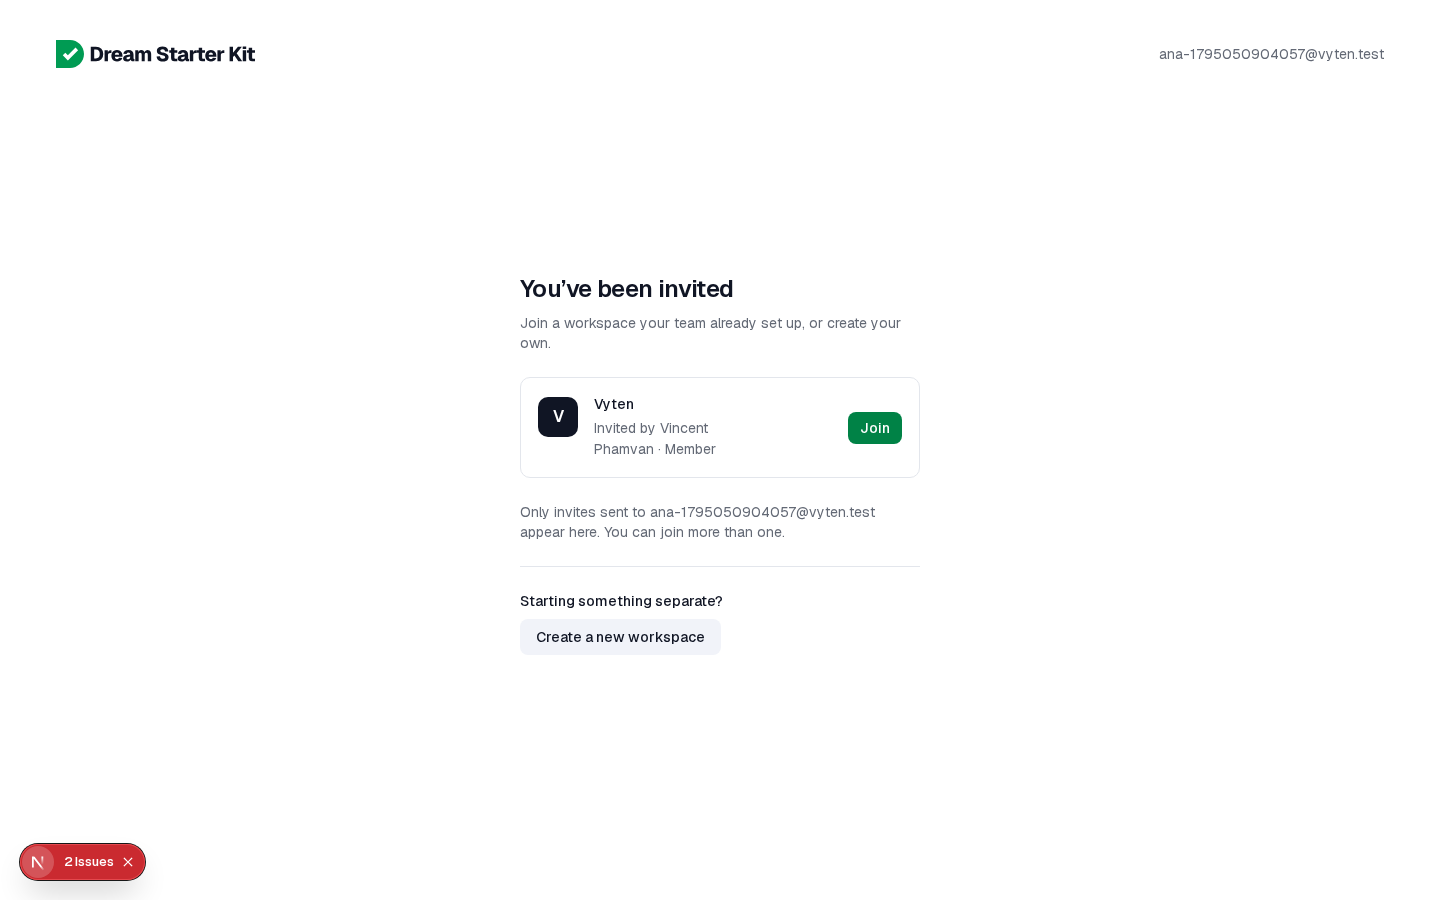 Dream Starter Kit
ana-1795050904057@vyten.test
You’ve been invited
Join a workspace your team already set up, or create your
own.
V
Vyten
Invited by Vincent
Phamvan · Member
Join
Only invites sent to ana-1795050904057@vyten.test
appear here. You can join more than one.
Starting something separate?
Create a new workspace
N
2 Issues